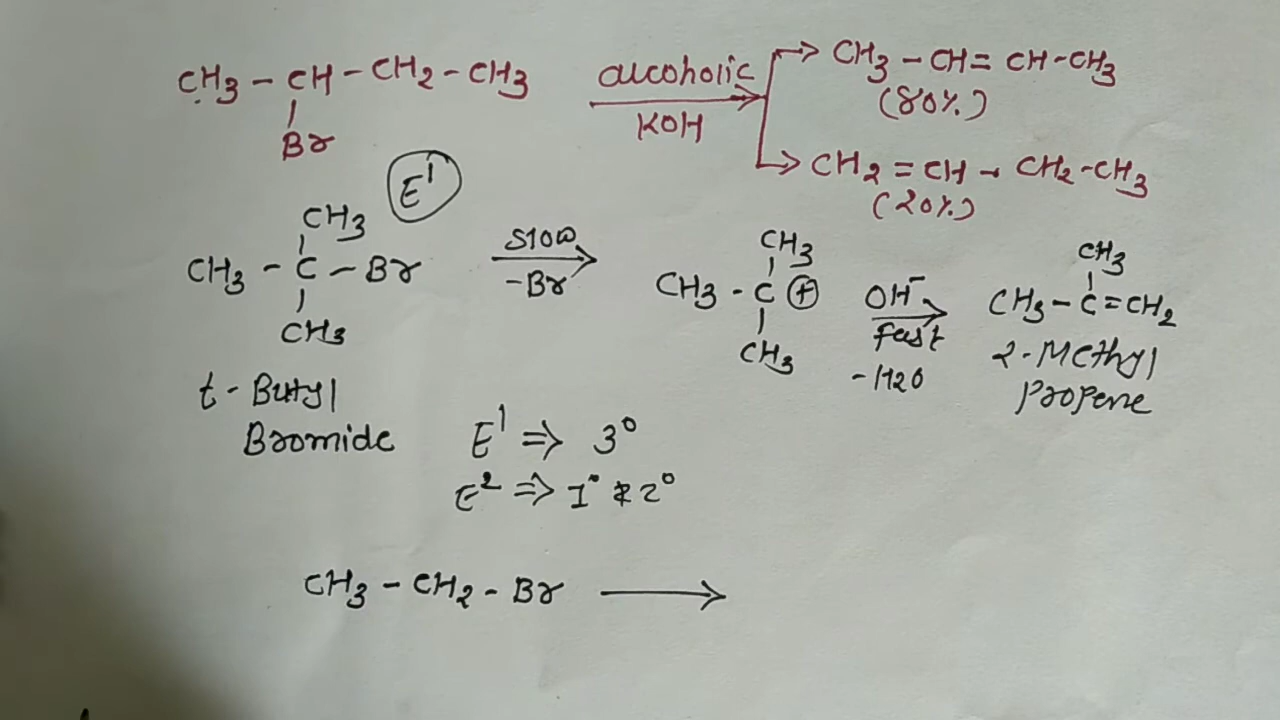 CH3 - CH - CH2 - CH3 alcoholic KOH → CH3 - CH = CH - CH3
|
Br
(80%)
→ CH2 = CH - CH2 - CH3
(20%)
E1
CH3
|
CH3 - C - Br slow → -Br
|
CH3
CH3
|
CH3 - C ⊕ OH- → Fast
|
CH3
-H2O
CH3
|
CH3 - C = CH2
2-Methyl
propene
t-Butyl
Bromide
E1 ⇒ 3°
E2 ⇒ 1° & 2°
CH3 - CH2 - Br →